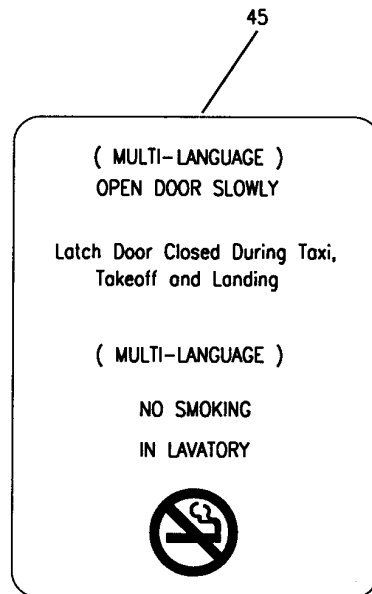 45
( MULTI-LANGUAGE )
OPEN DOOR SLOWLY
Latch Door Closed During Taxi,
Takeoff and Landing
( MULTI-LANGUAGE )
NO SMOKING
IN LAVATORY